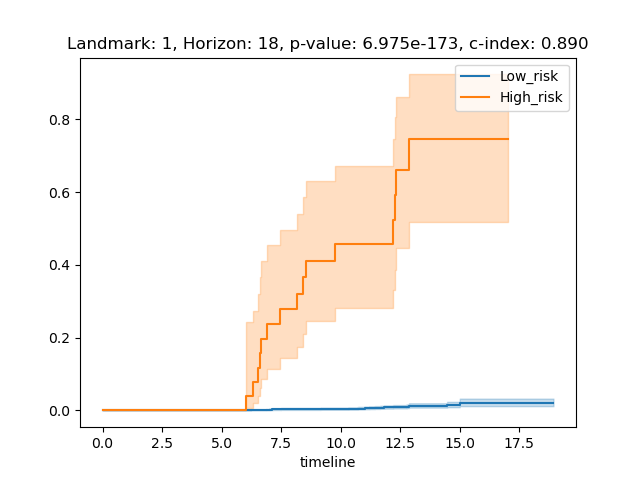 Landmark: 1, Horizon: 18, p-value: 6.975e-173, c-index: 0.890
Low_risk
High_risk
0.8
0.6
0.4
0.2
0.0
0.0 2.5 5.0 7.5 10.0 12.5 15.0 17.5
timeline